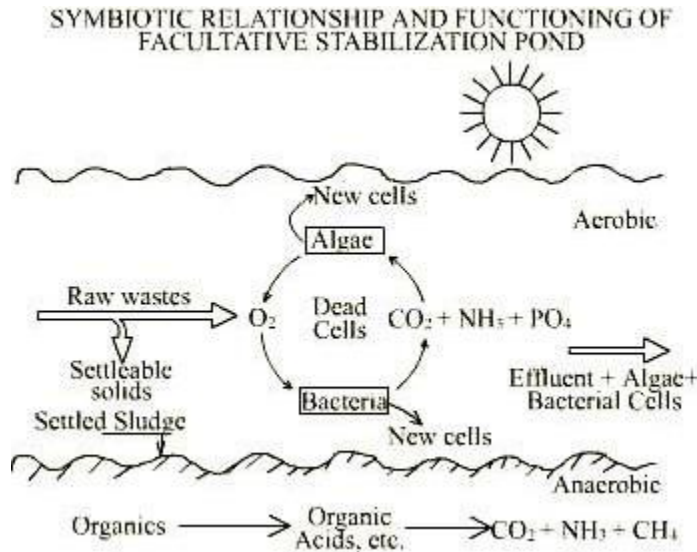 SYMBIOTIC RELATIONSHIP AND FUNCTIONING OF
FACULTATIVE STABILIZATION POND
New cells
Aerobic
Algae
Raw wastes
O₂
Dead
Cells
CO₂ + NH₃ + PO₄
Settleable
solids
Effluent + Algae+
Bacterial Cells
Bacteria
Settled Sludge
New cells
Anaerobic
Organics
Organic
Acids, etc.
CO₂ + NH₃ + CH₄